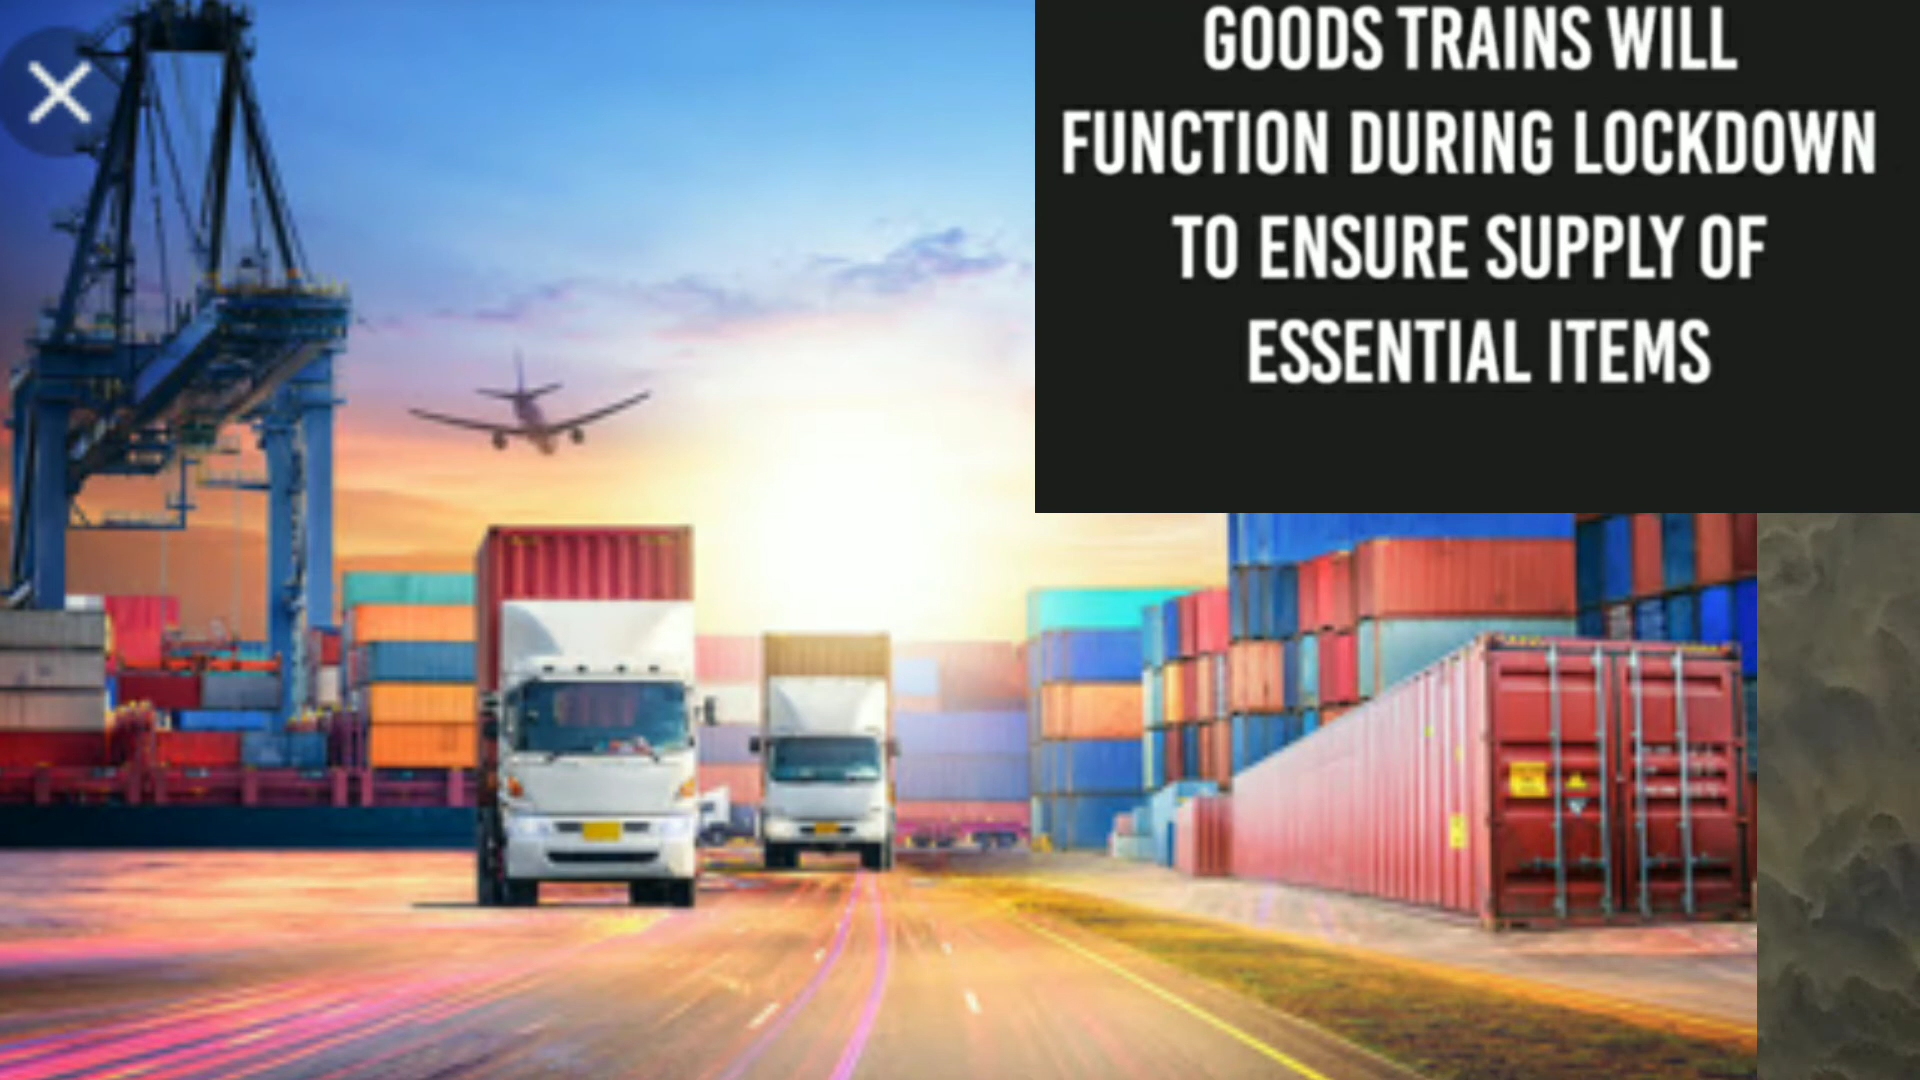 GOODS TRAINS WILL
FUNCTION DURING LOCKDOWN
TO ENSURE SUPPLY OF
ESSENTIAL ITEMS